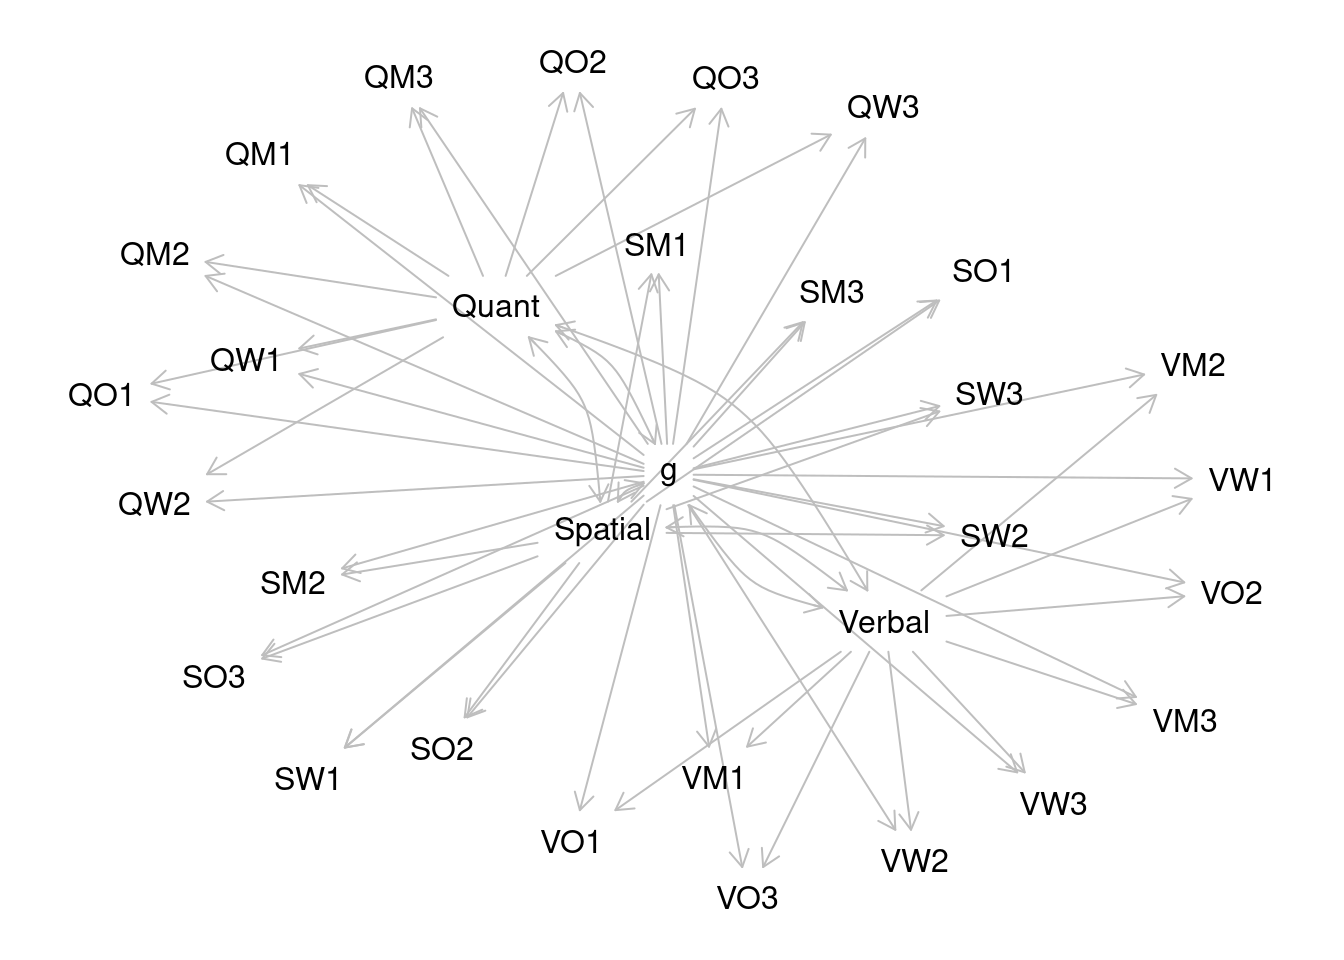 QO2
QM3
QO3
QW3
QM1
SM1
QM2
SO1
SM3
Quant
QW1
VM2
SW3
QO1
g
VW1
QW2
Spatial
SW2
SM2
VO2
Verbal
SO3
VM3
SO2
SW1
VM1
VW3
VO1
VW2
VO3